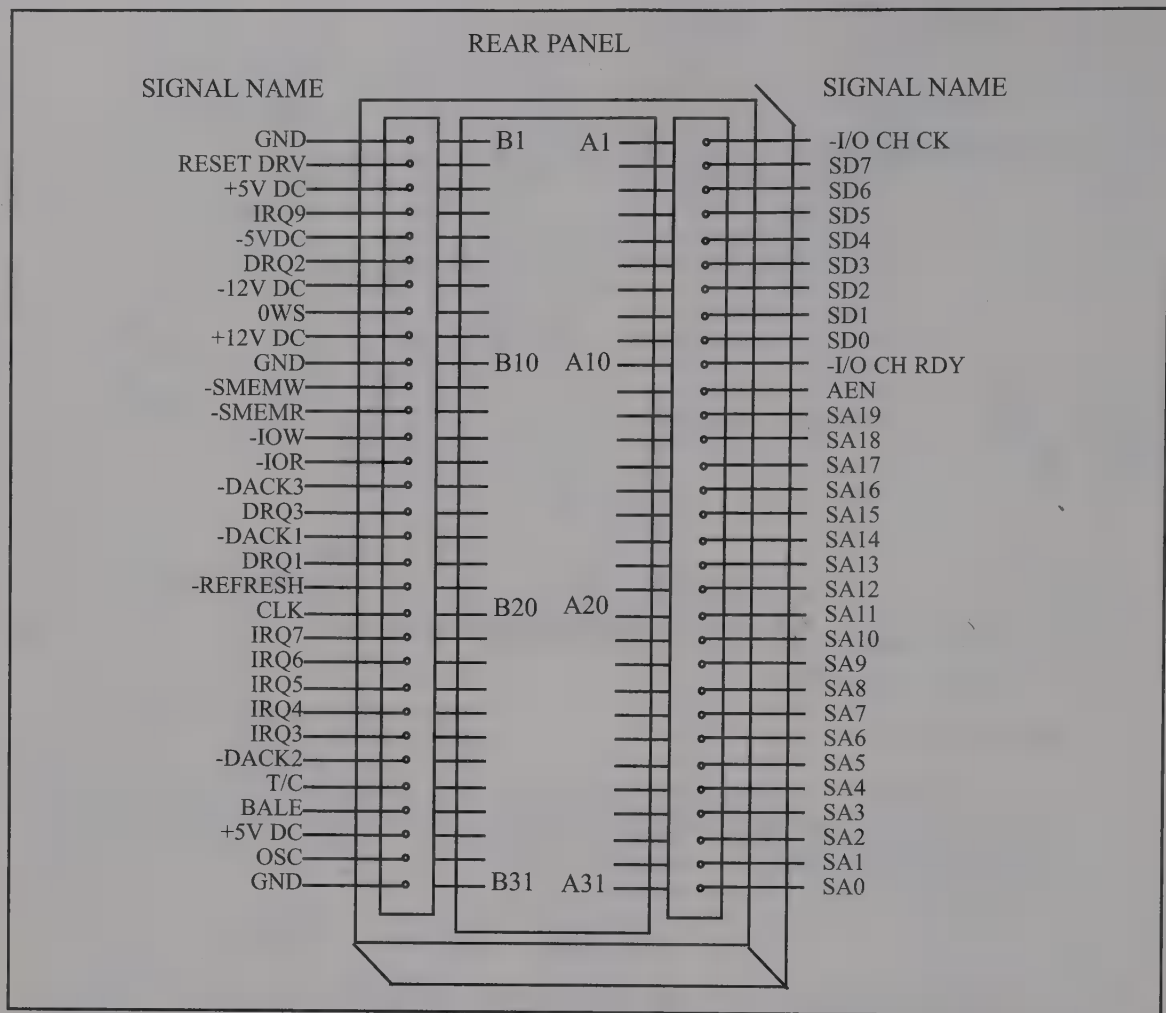 REAR PANEL
SIGNAL NAME
SIGNAL NAME
GND B1 A1 -I/O CH CK
RESET DRV SD7
+5V DC SD6
IRQ9 SD5
-5VDC SD4
DRQ2 SD3
-12V DC SD2
0WS SD1
+12V DC SD0
GND B10 A10 -I/O CH RDY
-SMEMW AEN
-SMEMR SA19
-IOW SA18
-IOR SA17
-DACK3 SA16
DRQ3 SA15
-DACK1 SA14
DRQ1 SA13
-REFRESH SA12
CLK B20 A20 SA11
IRQ7 SA10
IRQ6 SA9
IRQ5 SA8
IRQ4 SA7
IRQ3 SA6
-DACK2 SA5
T/C SA4
BALE SA3
+5V DC SA2
OSC SA1
GND B31 A31 SA0